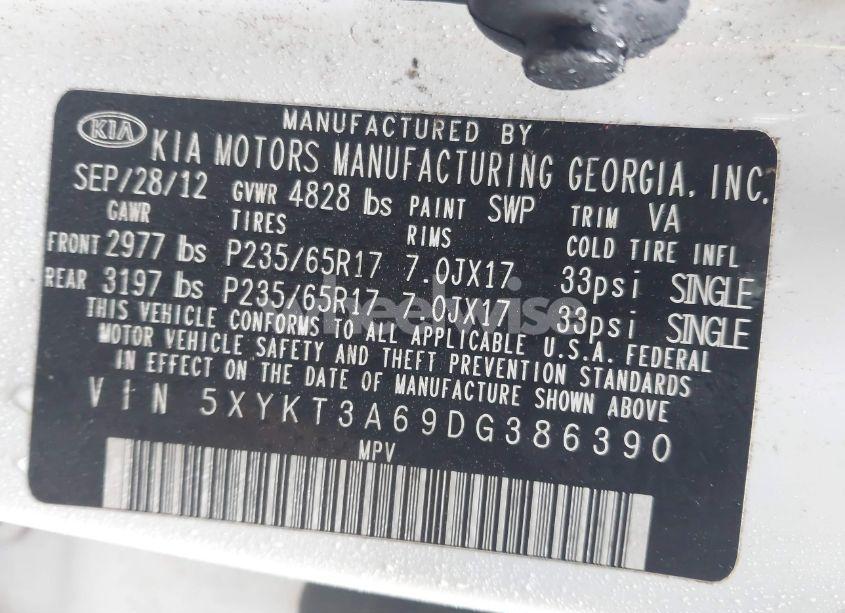 KIA
MANUFACTURED BY
KIA MOTORS MANUFACTURING GEORGIA, INC.
SEP/28/12 GVWR 4828 lbs PAINT SWP TRIM VA
GAWR TIRES RIMS COLD TIRE INFL
FRONT 2977 lbs P235/65R17 7.0JX17 33psi SINGLE
REAR 3197 lbs P235/65R17 7.0JX17 33psi SINGLE
THIS VEHICLE CONFORMS TO ALL APPLICABLE U.S.A. FEDERAL
MOTOR VEHICLE SAFETY AND THEFT PREVENTION STANDARDS
IN EFFECT ON THE DATE OF MANUFACTURE SHOWN ABOVE
VIN 5XYKT3A69DG386390
MPV
wheelwise